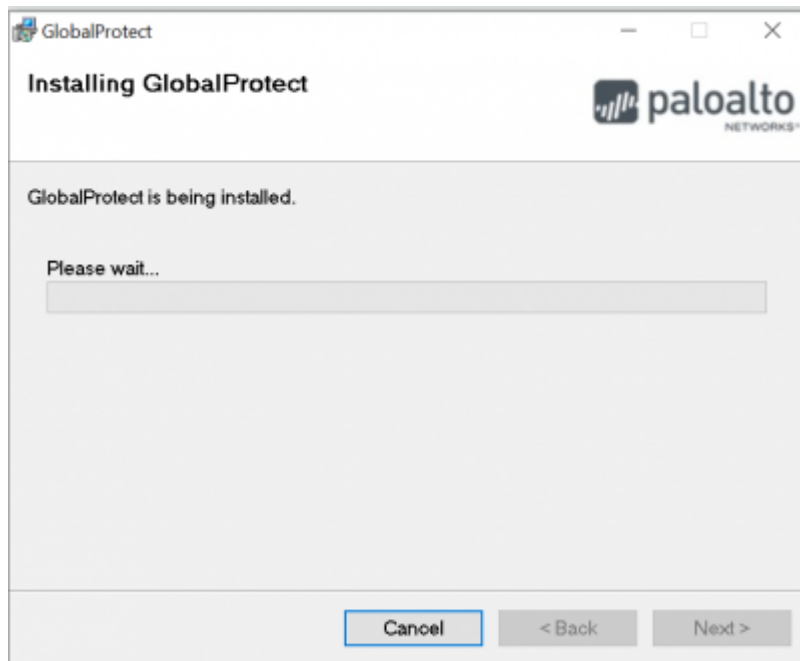 GlobalProtect
Installing GlobalProtect
paloalto
NETWORKS
GlobalProtect is being installed.
Please wait...
Cancel
< Back
Next >